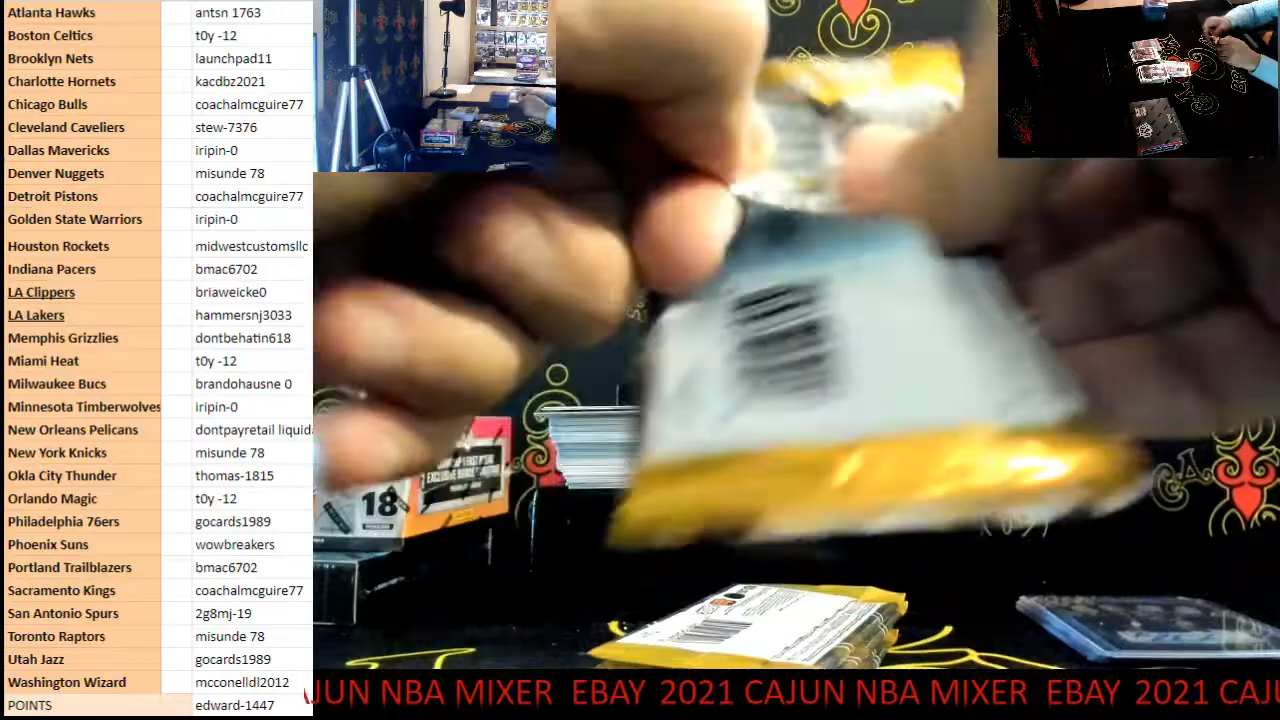 Atlanta Hawks antsn 1763
Boston Celtics t0y -12
Brooklyn Nets launchpad11
Charlotte Hornets kacdbz2021
Chicago Bulls coachalmcguire77
Cleveland Caveliers stew-7376
Dallas Mavericks iripin-0
Denver Nuggets misunde 78
Detroit Pistons coachalmcguire77
Golden State Warriors iripin-0
Houston Rockets midwestcustomsllc
Indiana Pacers bmac6702
LA Clippers briaweicke0
LA Lakers hammersnj3033
Memphis Grizzlies dontbehatin618
Miami Heat t0y -12
Milwaukee Bucs brandohausne 0
Minnesota Timberwolves iripin-0
New Orleans Pelicans dontpayretail liquid
New York Knicks misunde 78
Okla City Thunder thomas-1815
Orlando Magic t0y -12
Philadelphia 76ers gocards1989
Phoenix Suns wowbreakers
Portland Trailblazers bmac6702
Sacramento Kings coachalmcguire77
San Antonio Spurs 2g8mj-19
Toronto Raptors misunde 78
Utah Jazz gocards1989
Washington Wizard mcconelldl2012
POINTS edward-1447
18
JUN NBA MIXER EBAY 2021 CAJUN NBA MIXER EBAY 2021 CAJU